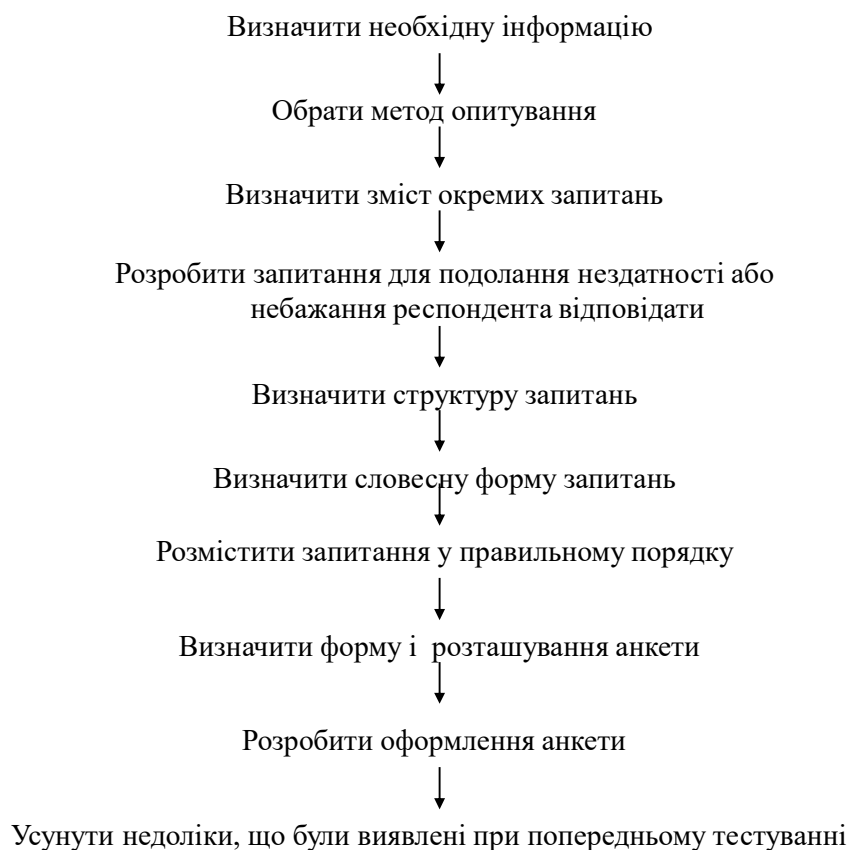 Визначити необхідну інформацію
Обрати метод опитування
Визначити зміст окремих запитань
Розробити запитання для подолання нездатності або
небажання респондента відповідати
Визначити структуру запитань
Визначити словесну форму запитань
Розмістити запитання у правильному порядку
Визначити форму і розташування анкети
Розробити оформлення анкети
Усунути недоліки, що були виявлені при попередньому тестуванні